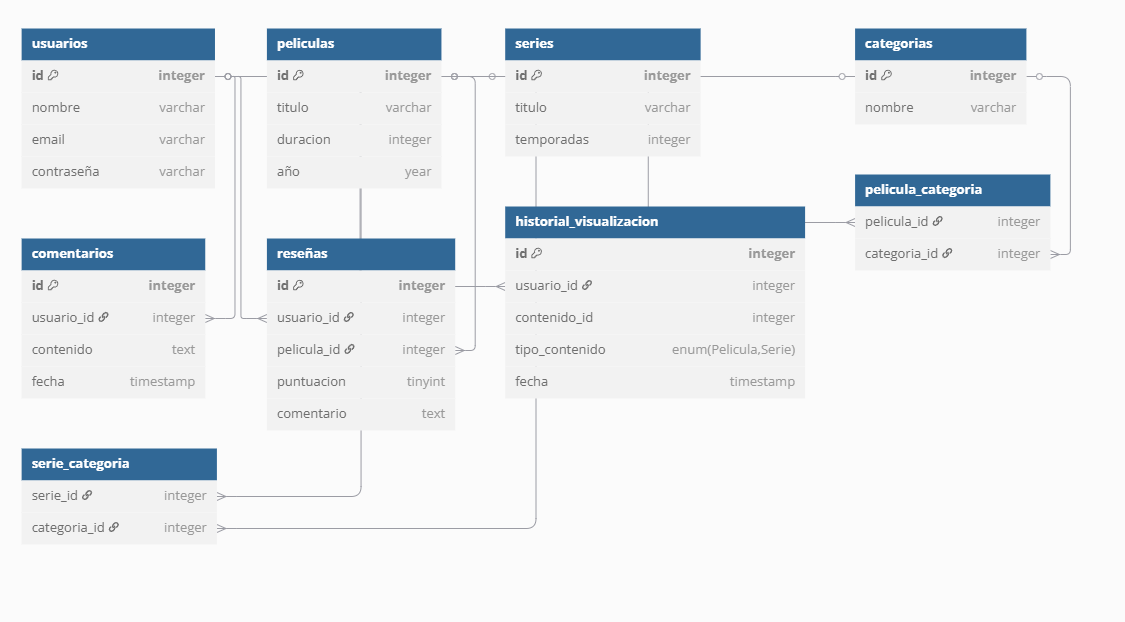 usuarios
id integer
nombre varchar
email varchar
contraseña varchar
peliculas
id integer
titulo varchar
duracion integer
año year
series
id integer
titulo varchar
temporadas integer
categorias
id integer
nombre varchar
pelicula_categoria
pelicula_id integer
categoria_id integer
comentarios
id integer
usuario_id integer
contenido text
fecha timestamp
reseñas
id integer
usuario_id integer
pelicula_id integer
puntuacion tinyint
comentario text
historial_visualizacion
id integer
usuario_id integer
contenido_id integer
tipo_contenido enum(Pelicula,Serie)
fecha timestamp
serie_categoria
serie_id integer
categoria_id integer